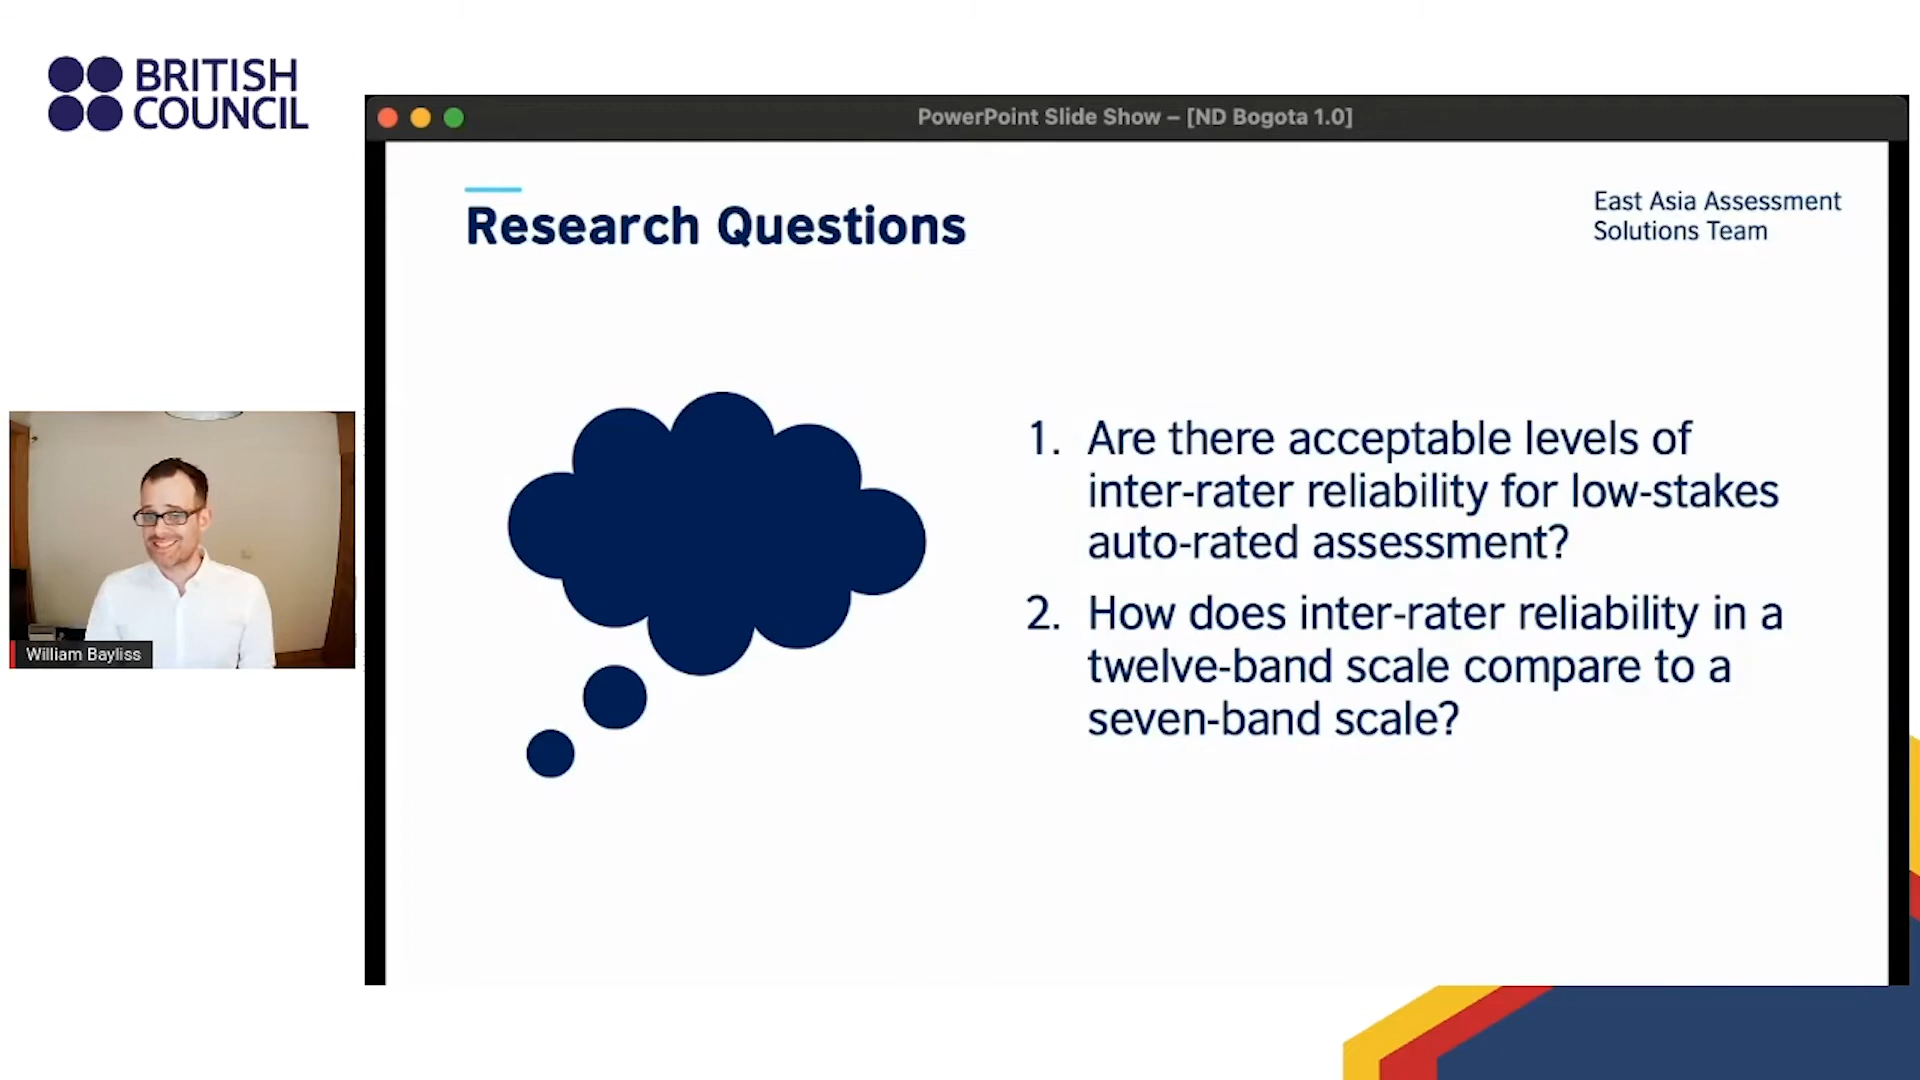 BRITISH
COUNCIL
PowerPoint Slide Show – [ND Bogota 1.0]
Research Questions
East Asia Assessment
Solutions Team
1. Are there acceptable levels of
inter-rater reliability for low-stakes
auto-rated assessment?
2. How does inter-rater reliability in a
twelve-band scale compare to a
seven-band scale?
William Bayliss